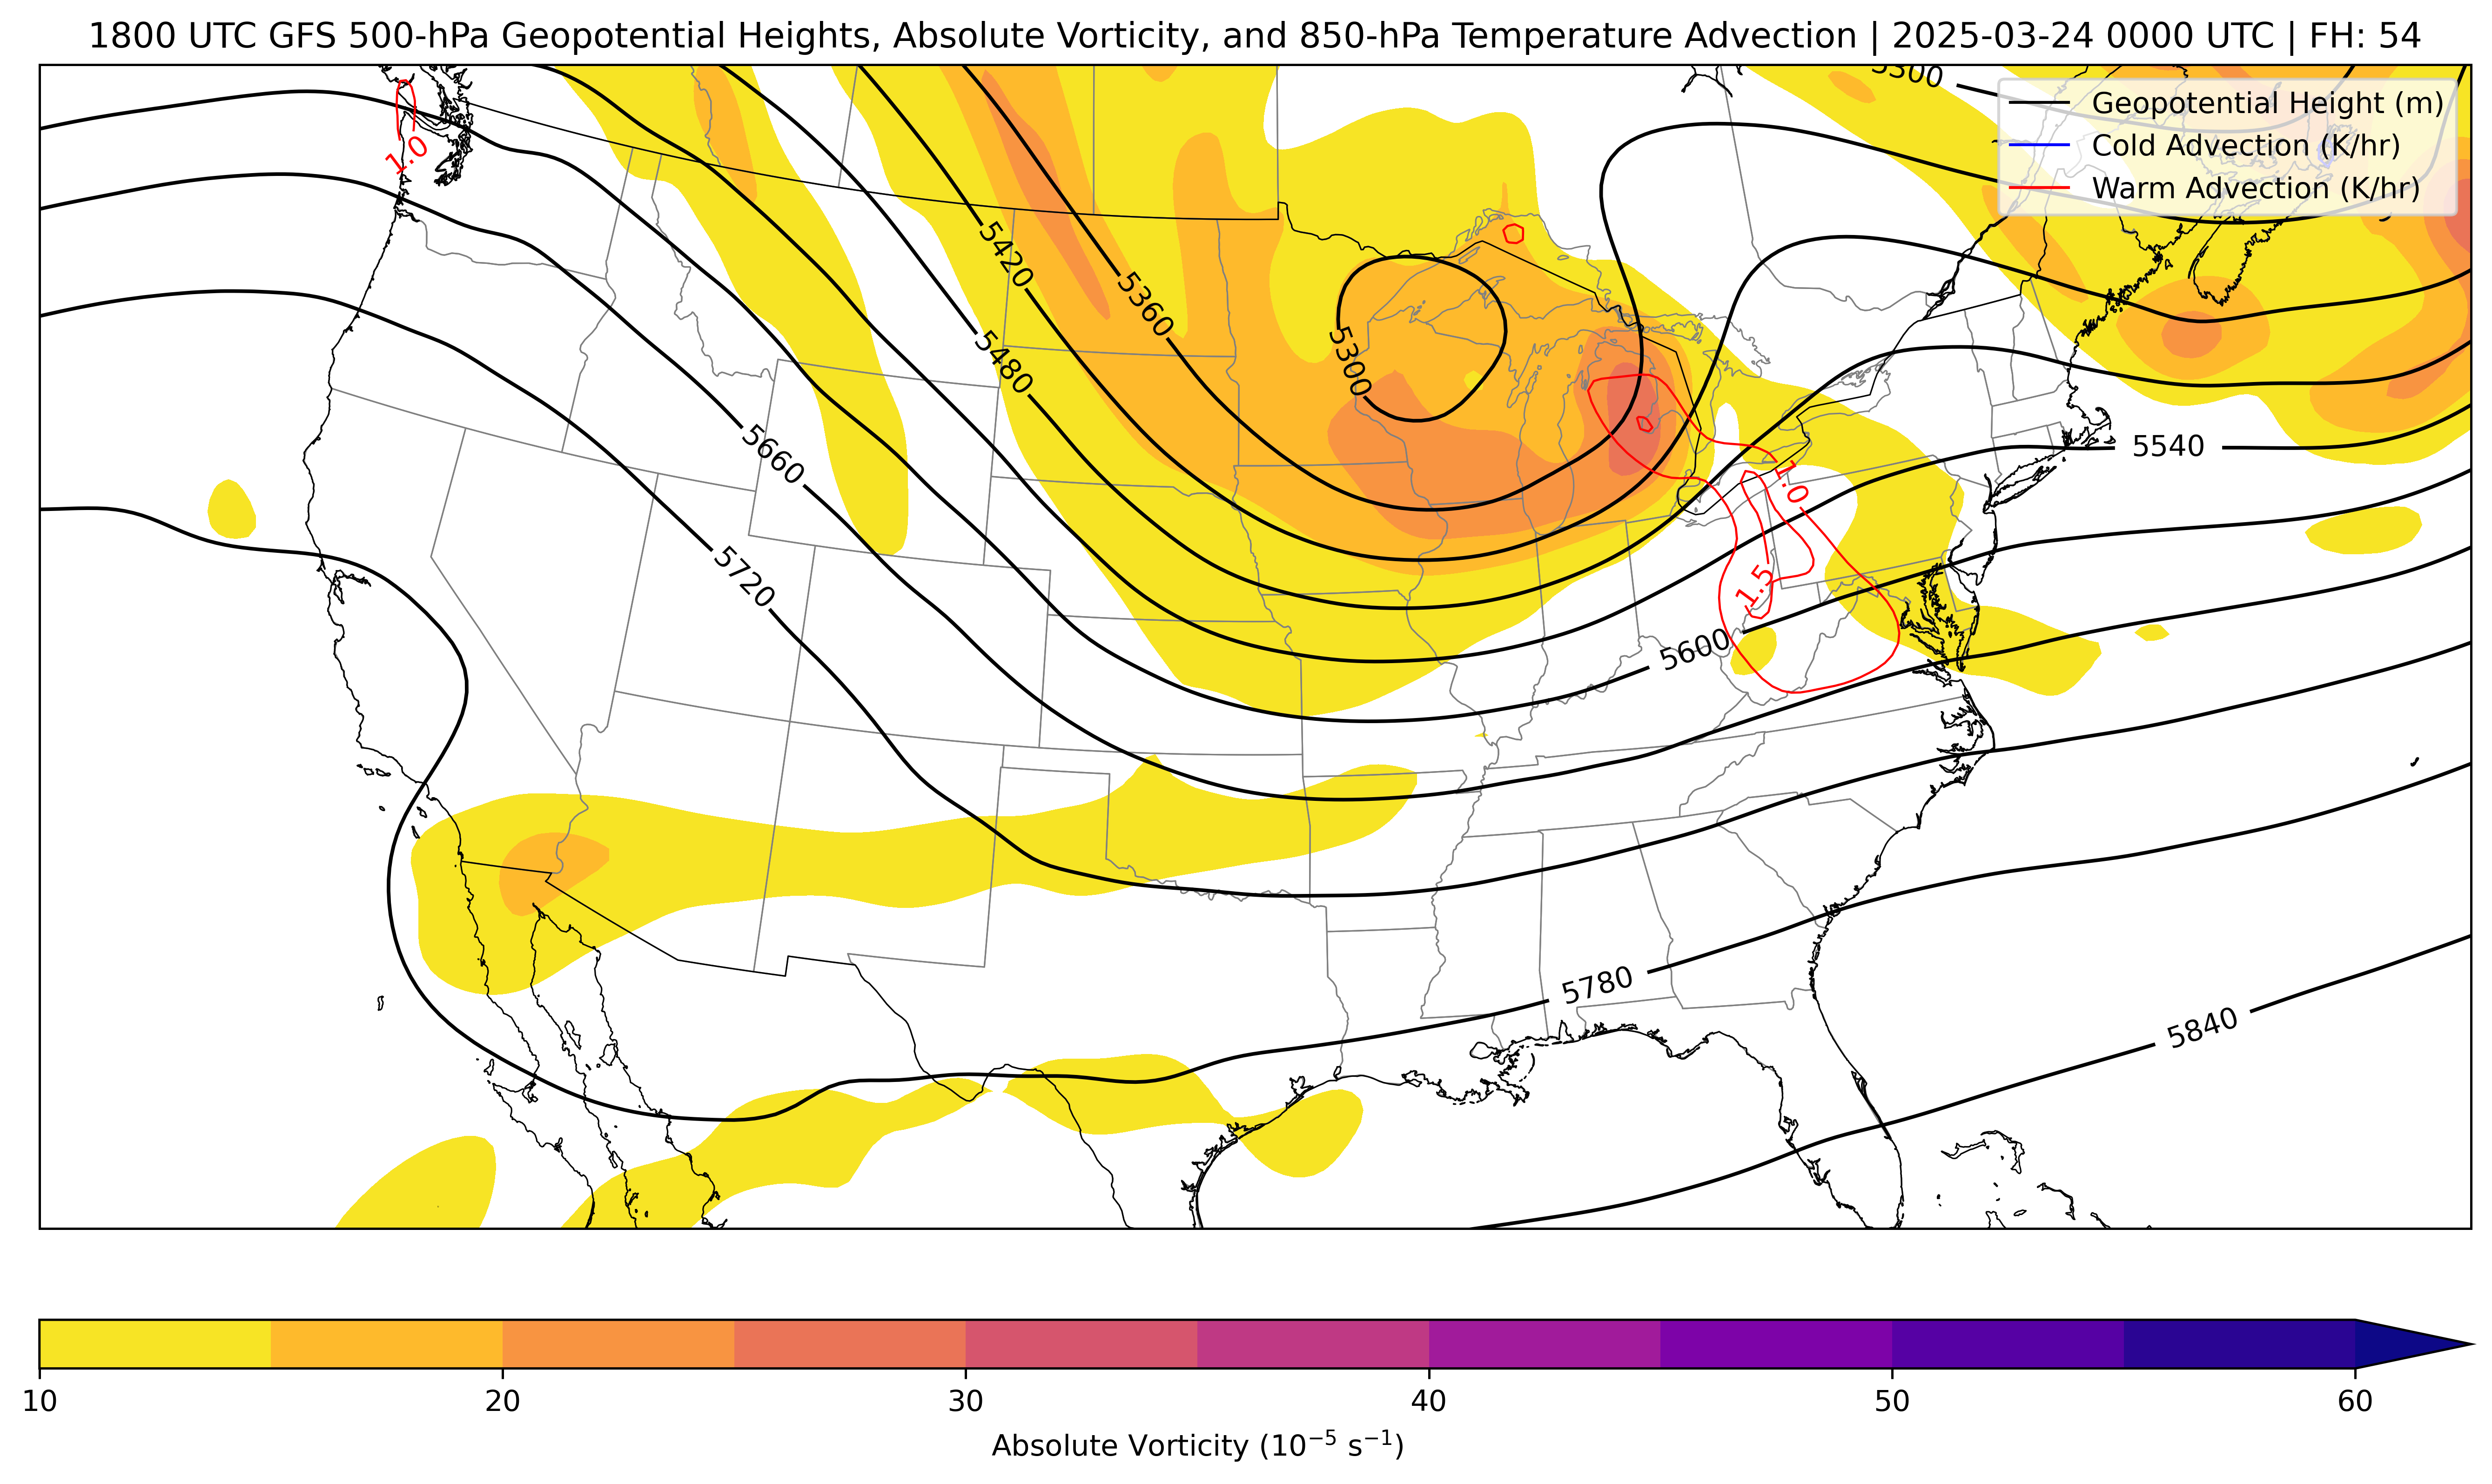 1800 UTC GFS 500-hPa Geopotential Heights, Absolute Vorticity, and 850-hPa Temperature Advection | 2025-03-24 0000 UTC | FH: 54
5300
Geopotential Height (m)
Cold Advection (K/hr)
Warm Advection (K/hr)
1.0
5420
5360
5480
5300
5660
5540
1.0
5720
1.5
5600
5780
5840
10 20 30 40 50 60
Absolute Vorticity (10⁻⁵ s⁻¹)